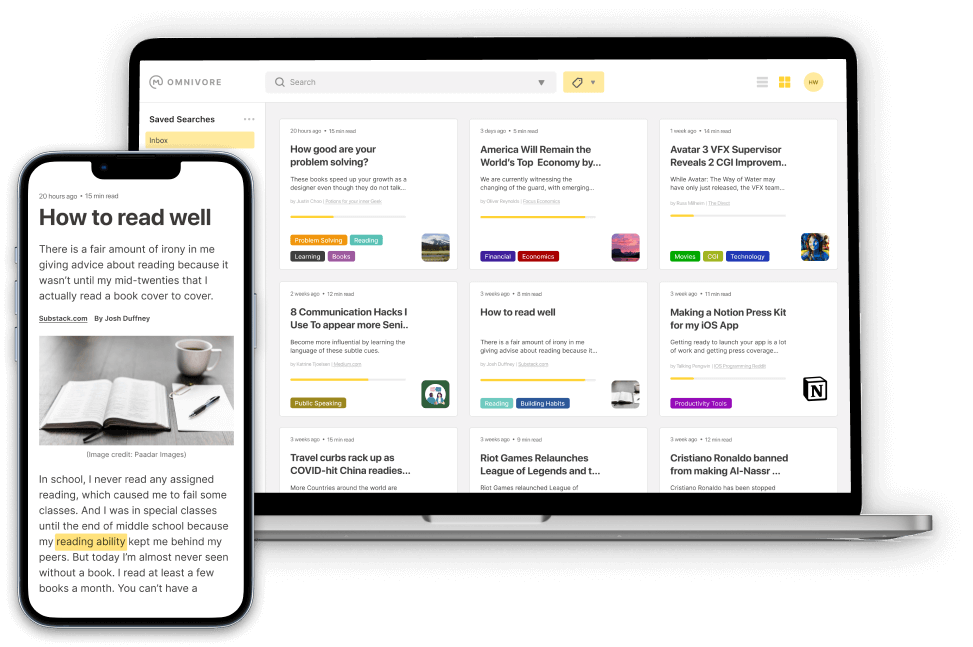 OMNIVORE
Search
HW
Saved Searches
Inbox
20 hours ago • 15 min read
How good are your
problem solving?
These books speed up your growth as a
designer even though they do not talk...
by Justin Choo |
Problem Solving
Reading
Learning
Books
3 days ago • 5 min read
America Will Remain the
World's Top Economy by...
We are currently witnessing the
changing of the guard, with emerging...
by Oliver Reynolds | Focus Economics
Financial
Economics
1 week ago • 14 min read
Avatar 3 VFX Supervisor
Reveals 2 CGI Improvem..
While Avatar: The Way of Water may
have only just released, the VFX team...
by Russ Milheim | The Direct
Movies
CGI
Technology
2 weeks ago • 12 min read
8 Communication Hacks I
Use To appear more Seni..
Become more influential by learning the
language of these subtle cues.
Medium.com
Public Speaking
3 weeks ago • 8 min read
How to read well
There is a fair amount of irony in me
giving advise about reading because it...
by Josh Duffney | Substack.com
Reading
Building Habits
3 week ago • 11 min read
Making a Notion Press Kit
for my iOS App
Getting ready to launch your app is a lot
of work and getting press coverage...
iOS Programming Reddit
Productivity Tools
N
3 weeks ago • 15 min read
Travel curbs rack up as
COVID-hit China readies...
More Countries around the world are
3 weeks ago • 9 min read
Riot Games Relaunches
League of Legends and t...
Riot Games relaunched League of
3 week ago • 12 min read
Cristiano Ronaldo banned
from making Al-Nassr ...
Cristiano Ronaldo has been stopped
20 hours ago • 15 min read
How to read well
There is a fair amount of irony in me
giving advice about reading because it
wasn't until my mid-twenties that I
actually read a book cover to cover.
Substack.com By Josh Duffney
(Image credit: Paadar Images)
In school, I never read any assigned
reading, which caused me to fail some
classes. And I was in special classes
until the end of middle school because
my reading ability kept me behind my
peers. But today I'm almost never seen
without a book. I read at least a few
books a month. You can't have a